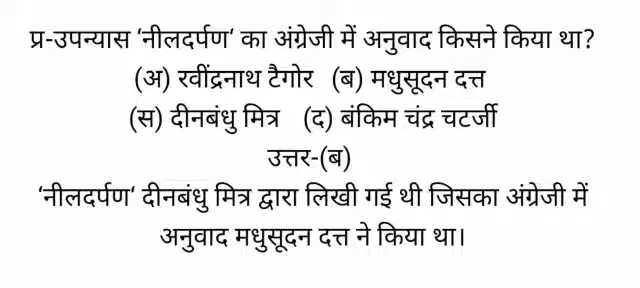 प्र-उपन्यास ‘नीलदर्पण‘ का अंग्रेजी में अनुवाद किसने किया था?
(अ) रवींद्रनाथ टैगोर (ब) मधुसूदन दत्त
(स) दीनबंधु मित्र (द) बंकिम चंद्र चटर्जी
उत्तर-(ब)
‘नीलदर्पण‘ दीनबंधु मित्र द्वारा लिखी गई थी जिसका अंग्रेजी में
अनुवाद मधुसूदन दत्त ने किया था।